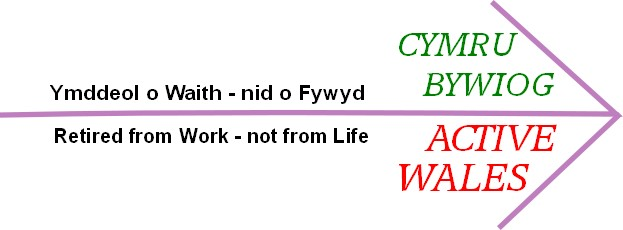 Ymddeol o Waith - nid o Fywyd
CYMRU
BYWIOG
Retired from Work - not from Life
ACTIVE
WALES